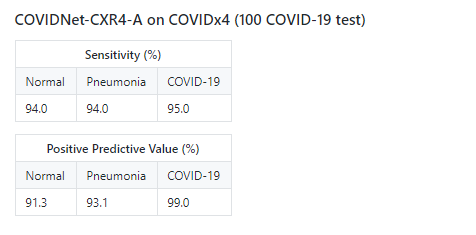 COVIDNet-CXR4-A on COVIDx4 (100 COVID-19 test)
Sensitivity (%)
Normal Pneumonia COVID-19
94.0 94.0 95.0
Positive Predictive Value (%)
Normal Pneumonia COVID-19
91.3 93.1 99.0